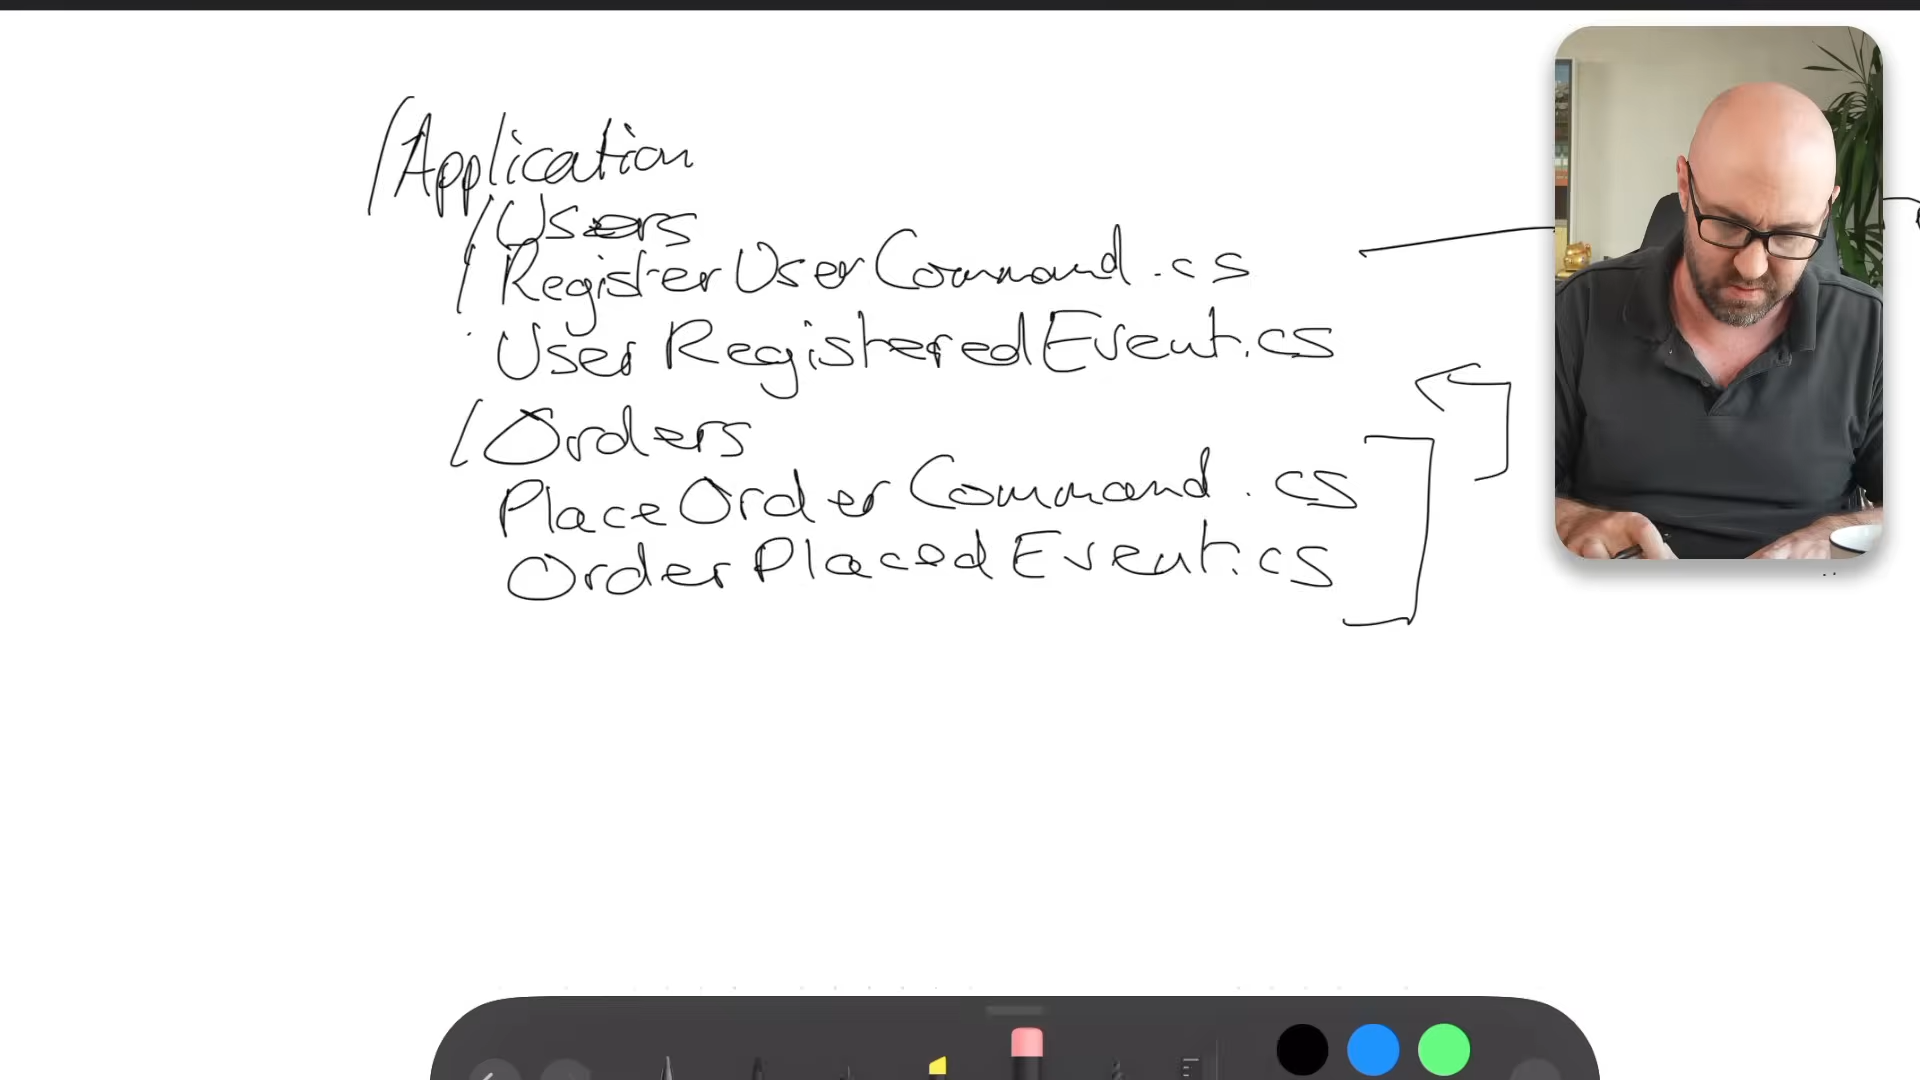 /Application
/Users
/RegisterUserCommand.cs
UserRegisteredEvent.cs
/Orders
PlaceOrderCommand.cs
OrderPlacedEvent.cs